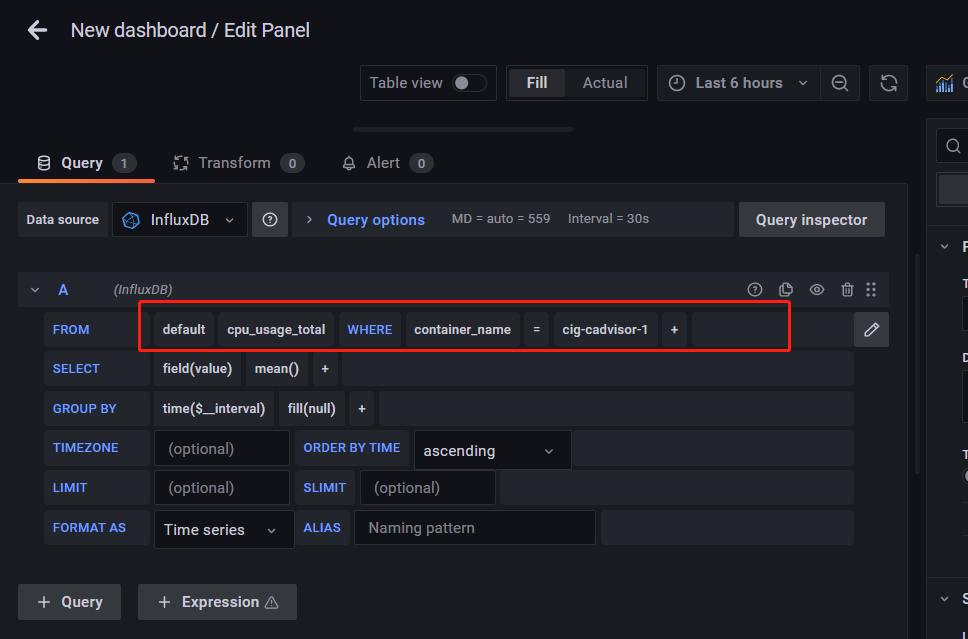 New dashboard / Edit Panel
Table view Fill Actual Last 6 hours
Query 1 Transform 0 Alert 0
Data source InfluxDB Query options MD = auto = 559 Interval = 30s Query inspector
A (InfluxDB)
FROM default cpu_usage_total WHERE container_name = cig-cadvisor-1 +
SELECT field(value) mean() +
GROUP BY time($__interval) fill(null) +
TIMEZONE (optional) ORDER BY TIME ascending
LIMIT (optional) SLIMIT (optional)
FORMAT AS Time series ALIAS Naming pattern
+ Query + Expression